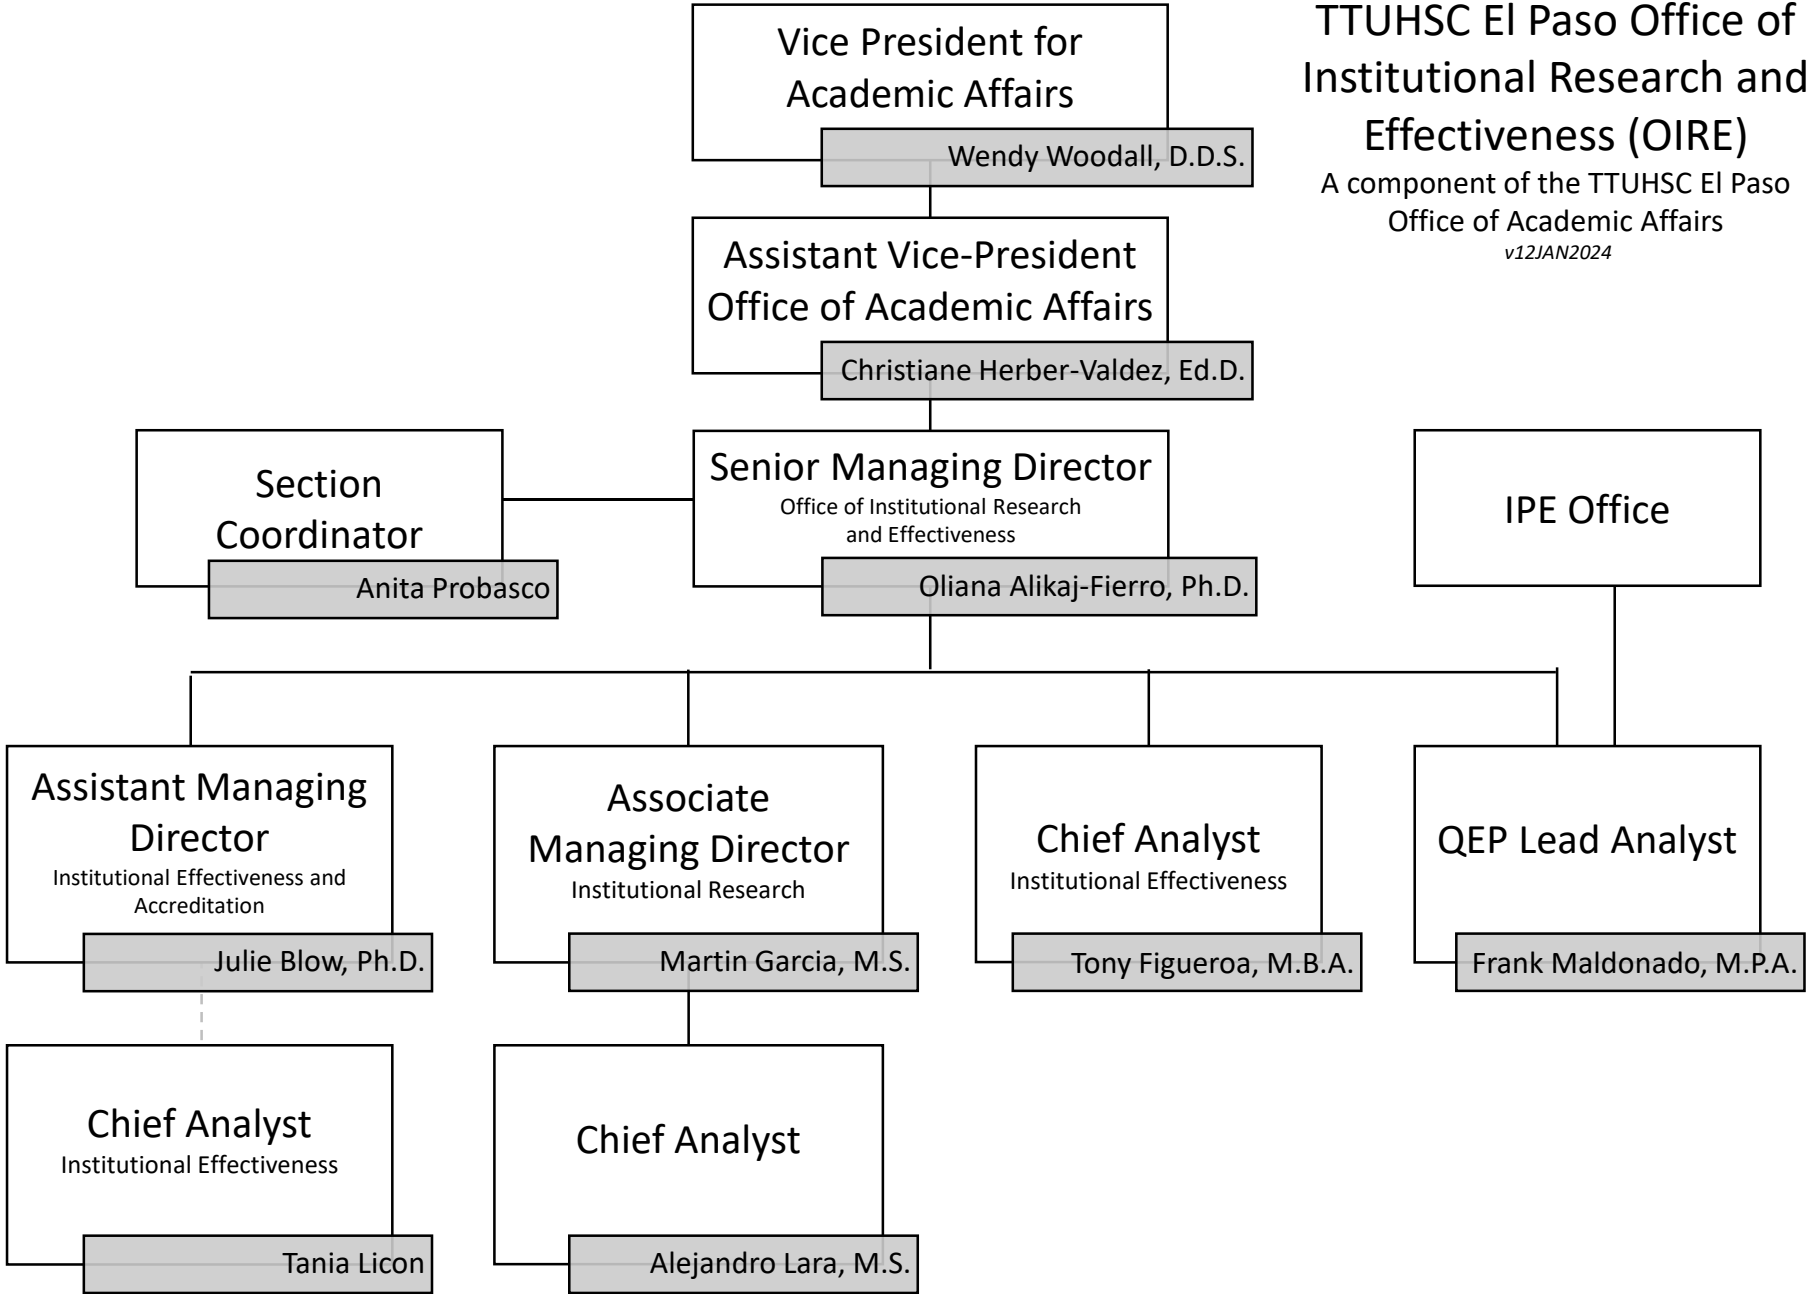 TTUHSC El Paso Office of
Institutional Research and
Effectiveness (OIRE)
A component of the TTUHSC El Paso
Office of Academic Affairs
v12JAN2024
Vice President for
Academic Affairs
Wendy Woodall, D.D.S.
Assistant Vice-President
Office of Academic Affairs
Christiane Herber-Valdez, Ed.D.
Section
Coordinator
Anita Probasco
Senior Managing Director
Office of Institutional Research
and Effectiveness
Oliana Alikaj-Fierro, Ph.D.
IPE Office
Assistant Managing
Director
Institutional Effectiveness and
Accreditation
Julie Blow, Ph.D.
Associate
Managing Director
Institutional Research
Martin Garcia, M.S.
Chief Analyst
Institutional Effectiveness
Tony Figueroa, M.B.A.
QEP Lead Analyst
Frank Maldonado, M.P.A.
Chief Analyst
Institutional Effectiveness
Tania Licon
Chief Analyst
Alejandro Lara, M.S.